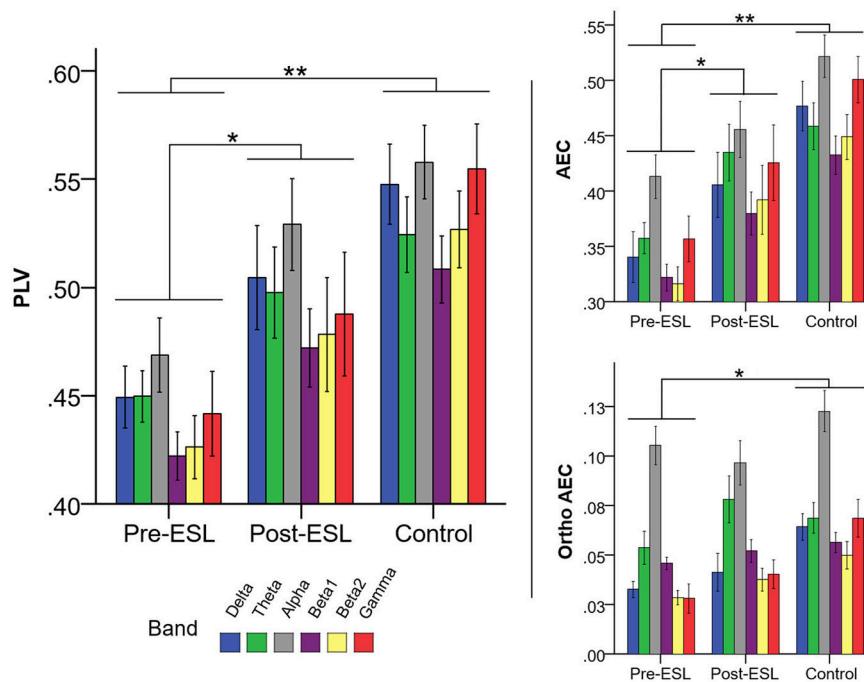 PLV
.60
.55
.50
.45
.40
**
*
Pre-ESL Post-ESL Control
Band
Delta Theta Alpha Beta1 Beta2 Gamma
AEC
.55
.50
.45
.40
.35
.30
**
*
Pre-ESL Post-ESL Control
Ortho AEC
.13
.10
.08
.05
.03
.00
*
Pre-ESL Post-ESL Control